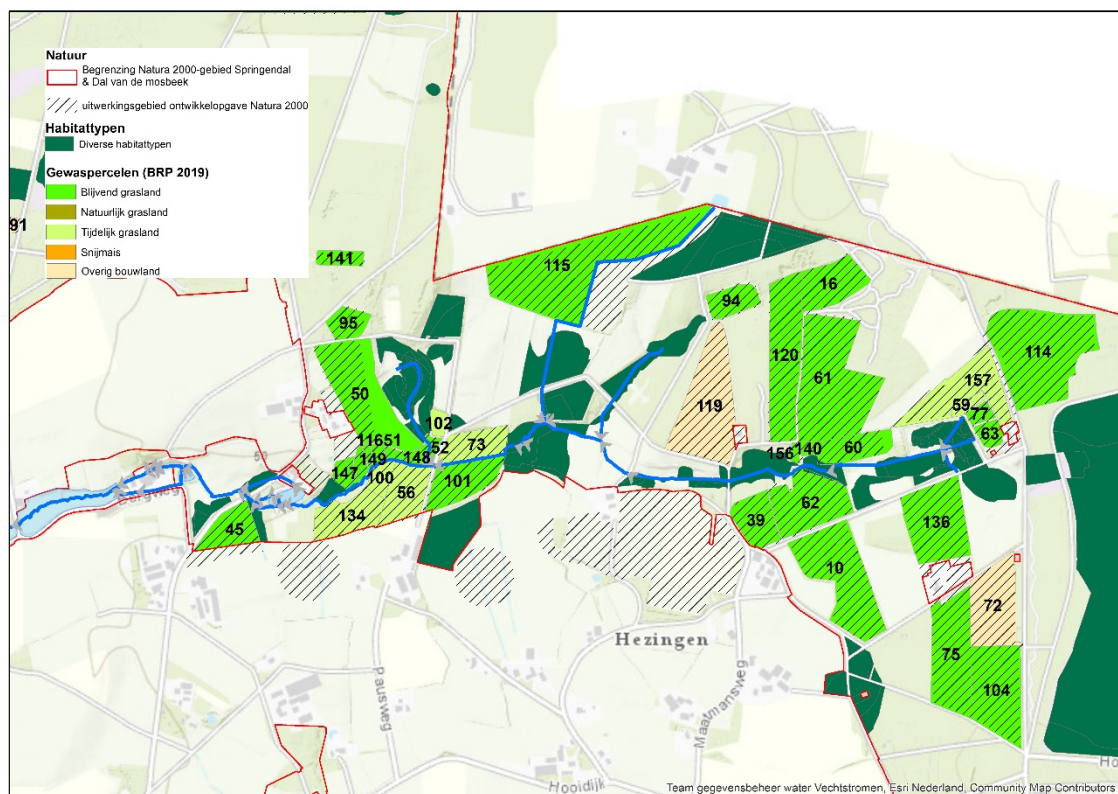 Natuur
Begrenzing Natura 2000-gebied Springendal
& Dal van de mosbeek
uitwerkingsgebied ontwikkelopgave Natura 2000
Habitattypen
Diverse habitattypen
Gewaspercelen (BRP 2019)
Blijvend grasland
Natuurlijk grasland
Tijdelijk grasland
Snijmais
Overig bouwland
91
141
115
16
94
95
120
61
114
50
157
119
59
77
102
63
11651
52
73
149
148
156
140
60
147
100
101
56
45
134
39
62
136
10
72
Hezingen
75
104
Pausweg
Maatmansweg
Hooidijk
Ho
Team gegevensbeheer water Vechtstromen, Esri Nederland, Community Map Contributors